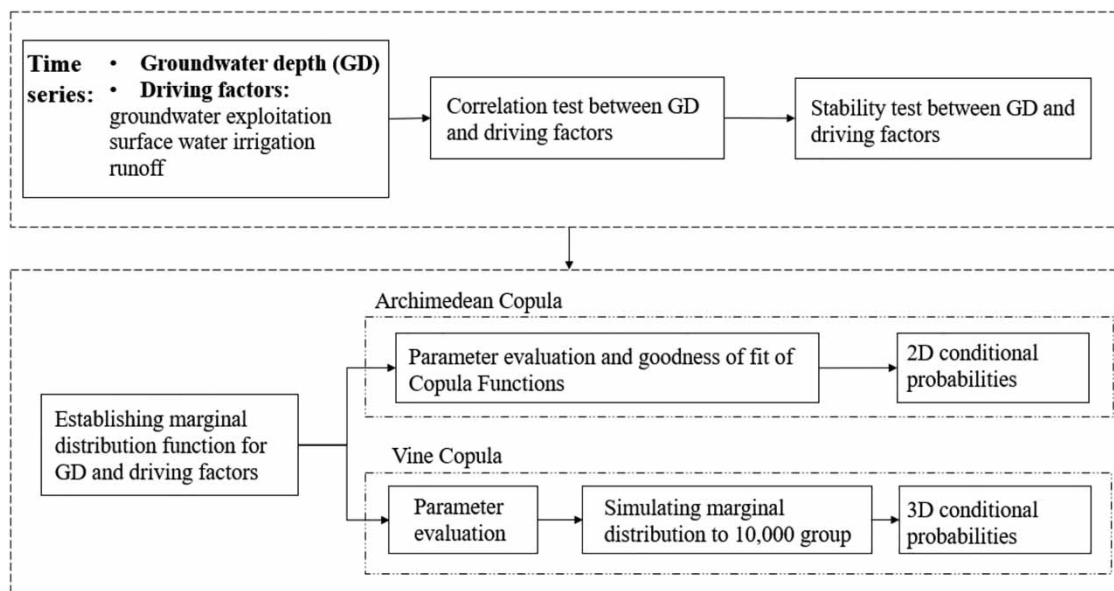 Time series:
• Groundwater depth (GD)
• Driving factors:
groundwater exploitation
surface water irrigation
runoff
Correlation test between GD
and driving factors
Stability test between GD and
driving factors
Establishing marginal
distribution function for
GD and driving factors
Archimedean Copula
Parameter evaluation and goodness of fit of
Copula Functions
2D conditional
probabilities
Vine Copula
Parameter
evaluation
Simulating marginal
distribution to 10,000 group
3D conditional
probabilities